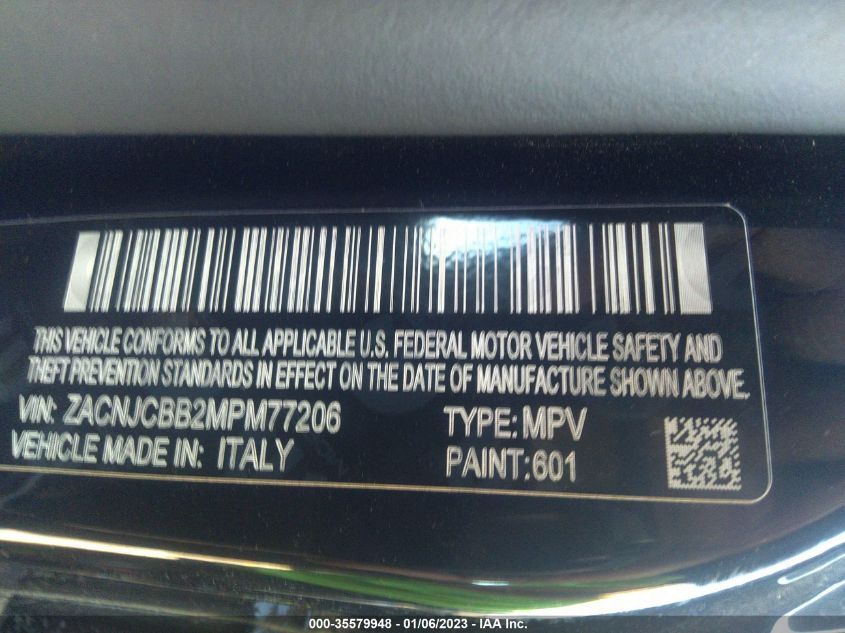 THIS VEHICLE CONFORMS TO ALL APPLICABLE U.S. FEDERAL MOTOR VEHICLE SAFETY AND
THEFT PREVENTION STANDARDS IN EFFECT ON THE DATE OF MANUFACTURE SHOWN ABOVE.
VIN: ZACNJCBB2MPM77206 TYPE: MPV
VEHICLE MADE IN: ITALY PAINT:601
000-35579948 - 01/06/2023 - IAA Inc.